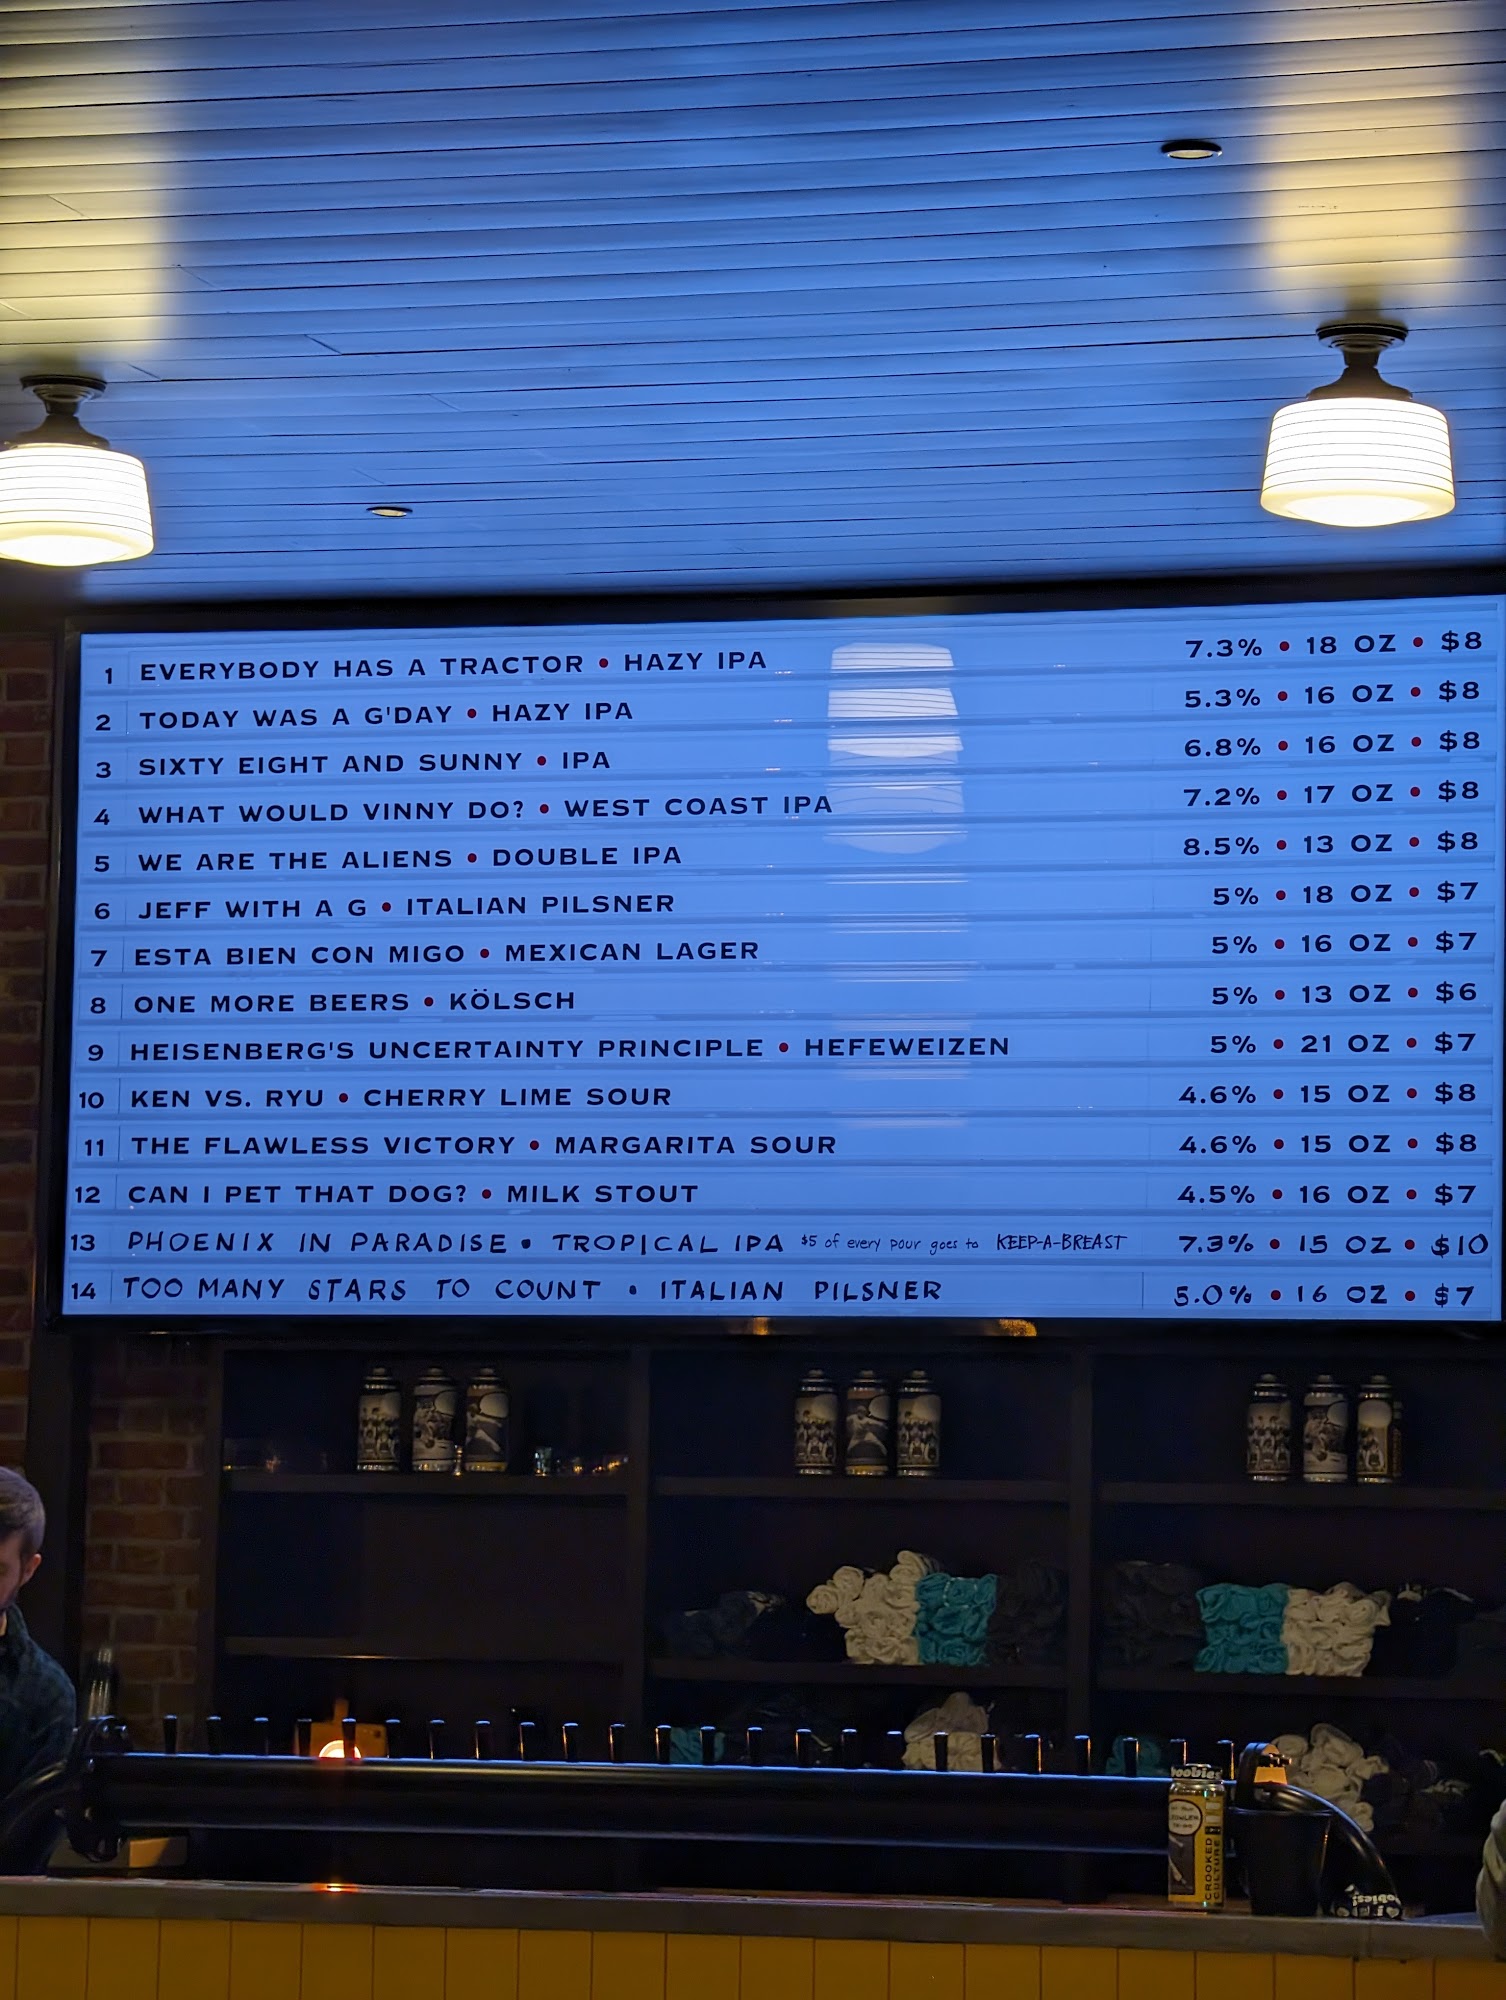 1 EVERYBODY HAS A TRACTOR • HAZY IPA 7.3% • 18 OZ • $8
2 TODAY WAS A G'DAY • HAZY IPA 5.3% • 16 OZ • $8
3 SIXTY EIGHT AND SUNNY • IPA 6.8% • 16 OZ • $8
4 WHAT WOULD VINNY DO? • WEST COAST IPA 7.2% • 17 OZ • $8
5 WE ARE THE ALIENS • DOUBLE IPA 8.5% • 13 OZ • $8
6 JEFF WITH A G • ITALIAN PILSNER 5% • 18 OZ • $7
7 ESTA BIEN CON MIGO • MEXICAN LAGER 5% • 16 OZ • $7
8 ONE MORE BEERS • KÖLSCH 5% • 13 OZ • $6
9 HEISENBERG'S UNCERTAINTY PRINCIPLE • HEFEWEIZEN 5% • 21 OZ • $7
10 KEN VS. RYU • CHERRY LIME SOUR 4.6% • 15 OZ • $8
11 THE FLAWLESS VICTORY • MARGARITA SOUR 4.6% • 15 OZ • $8
12 CAN I PET THAT DOG? • MILK STOUT 4.5% • 16 OZ • $7
13 PHOENIX IN PARADISE • TROPICAL IPA $5 of every pour goes to KEEP-A-BREAST 7.3% • 15 OZ • $10
14 TOO MANY STARS TO COUNT • ITALIAN PILSNER 5.0% • 16 OZ • $7
CROOKED
CULTURE